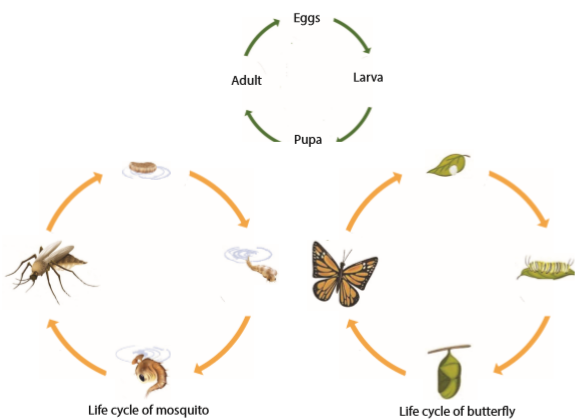 Eggs
Adult
Larva
Pupa
Life cycle of mosquito
Life cycle of butterfly